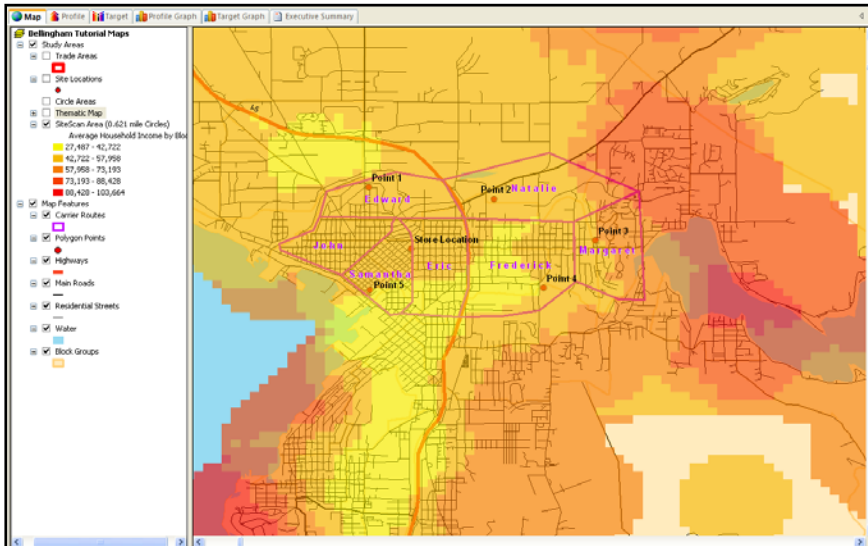 Map Profile Target Profile Graph Target Graph Executive Summary
Bellingham Tutorial Maps
Study Areas
Trade Areas
Site Locations
Circle Areas
Thematic Map
SiteScan Area (0.621 mile Circles)
Average Household Income by Bloc
27,487 - 42,722
42,722 - 57,958
57,958 - 73,193
73,193 - 88,428
88,428 - 103,664
Map Features
Carrier Routes
Polygon Points
Highways
Main Roads
Residential Streets
Water
Block Groups
Point 1
Edward
Point 2
Natalie
John
Store Location
Point 3
Margaret
Samantha
Eric
Frederick
Point 5
Point 4